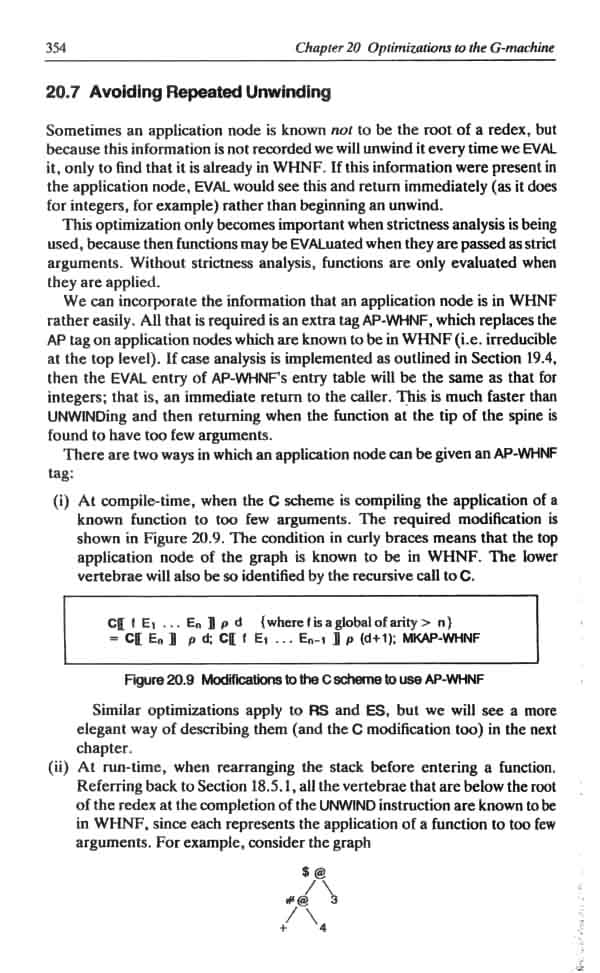 354 Chapter 20 Optimizations to the G-machine
20.7 Avoiding Repeated Unwinding
Sometimes an application node is known not to be the root of a redex, but
because this information is not recorded we will unwind it every time we EVAL
it, only to find that it is already in WHNF. If this information were present in
the application node, EVAL would see this and return immediately (as it does
for integers, for example) rather than beginning an unwind.
This optimization only becomes important when strictness analysis is being
used, because then functions may be EVALuated when they are passed as strict
arguments. Without strictness analysis, functions are only evaluated when
they are applied.
We can incorporate the information that an application node is in WHNF
rather easily. All that is required is an extra tag AP-WHNF, which replaces the
AP tag on application nodes which are known to be in WHNF (i.e. irreducible
at the top level). If case analysis is implemented as outlined in Section 19.4,
then the EVAL entry of AP-WHNF's entry table will be the same as that for
integers; that is, an immediate return to the caller. This is much faster than
UNWINDing and then returning when the function at the tip of the spine is
found to have too few arguments.
There are two ways in which an application node can be given an AP-WHNF
tag:
(i) At compile-time, when the C scheme is compiling the application of a
known function to too few arguments. The required modification is
shown in Figure 20.9. The condition in curly braces means that the top
application node of the graph is known to be in WHNF. The lower
vertebrae will also be so identified by the recursive call to C.
C⟦ f E₁ ... Eₙ ⟧ ρ d {where f is a global of arity > n}
= C⟦ Eₙ ⟧ ρ d; C⟦ f E₁ ... Eₙ₋₁ ⟧ ρ (d+1); MKAP-WHNF
Figure 20.9 Modifications to the C scheme to use AP-WHNF
Similar optimizations apply to RS and ES, but we will see a more
elegant way of describing them (and the C modification too) in the next
chapter.
(ii) At run-time, when rearranging the stack before entering a function.
Referring back to Section 18.5.1, all the vertebrae that are below the root
of the redex at the completion of the UNWIND instruction are known to be
in WHNF, since each represents the application of a function to too few
arguments. For example, consider the graph
$ @
# @ 3
+ 4